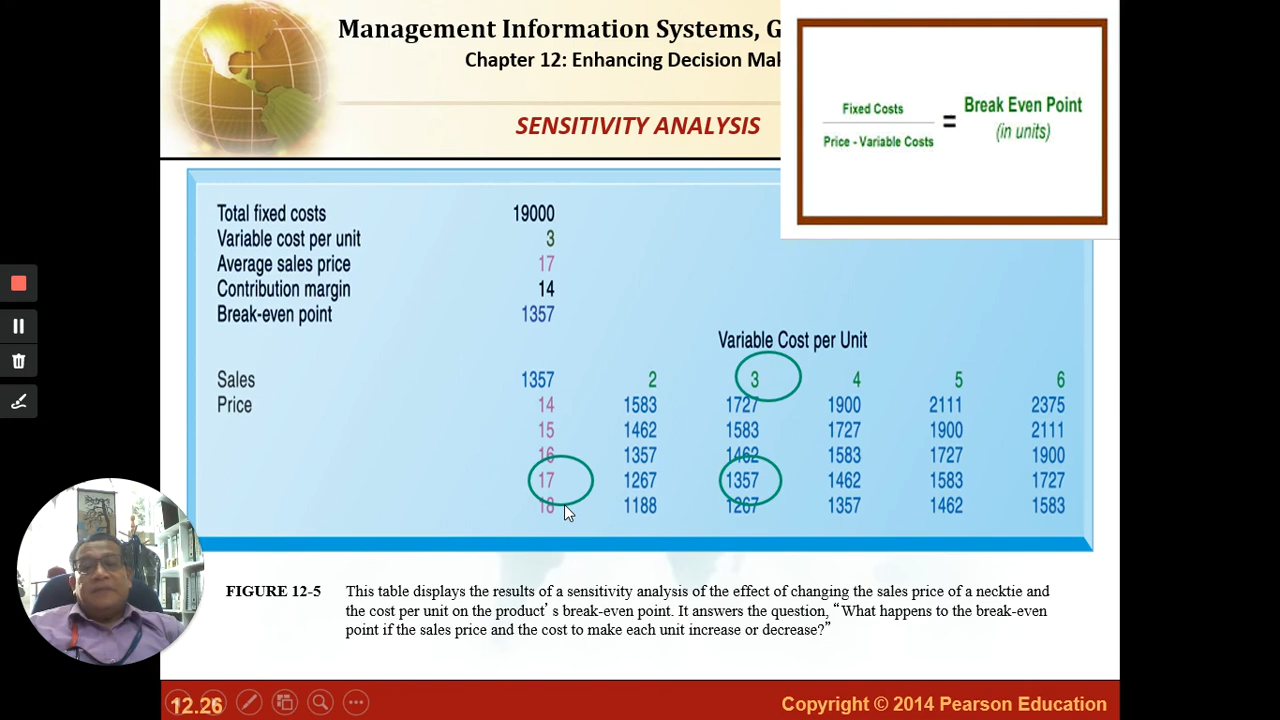 Management Information Systems, G
Chapter 12: Enhancing Decision Mak
SENSITIVITY ANALYSIS
Fixed Costs
Price - Variable Costs
=
Break Even Point
(in units)
Total fixed costs 19000
Variable cost per unit 3
Average sales price 17
Contribution margin 14
Break-even point 1357
Variable Cost per Unit
Sales 1357 2 3 4 5 6
Price 14 1583 1727 1900 2111 2375
15 1462 1583 1727 1900 2111
16 1357 1462 1583 1727 1900
17 1267 1357 1462 1583 1727
18 1188 1267 1357 1462 1583
FIGURE 12-5 This table displays the results of a sensitivity analysis of the effect of changing the sales price of a necktie and
the cost per unit on the product's break-even point. It answers the question, “What happens to the break-even
point if the sales price and the cost to make each unit increase or decrease?”
12.26 Copyright © 2014 Pearson Education